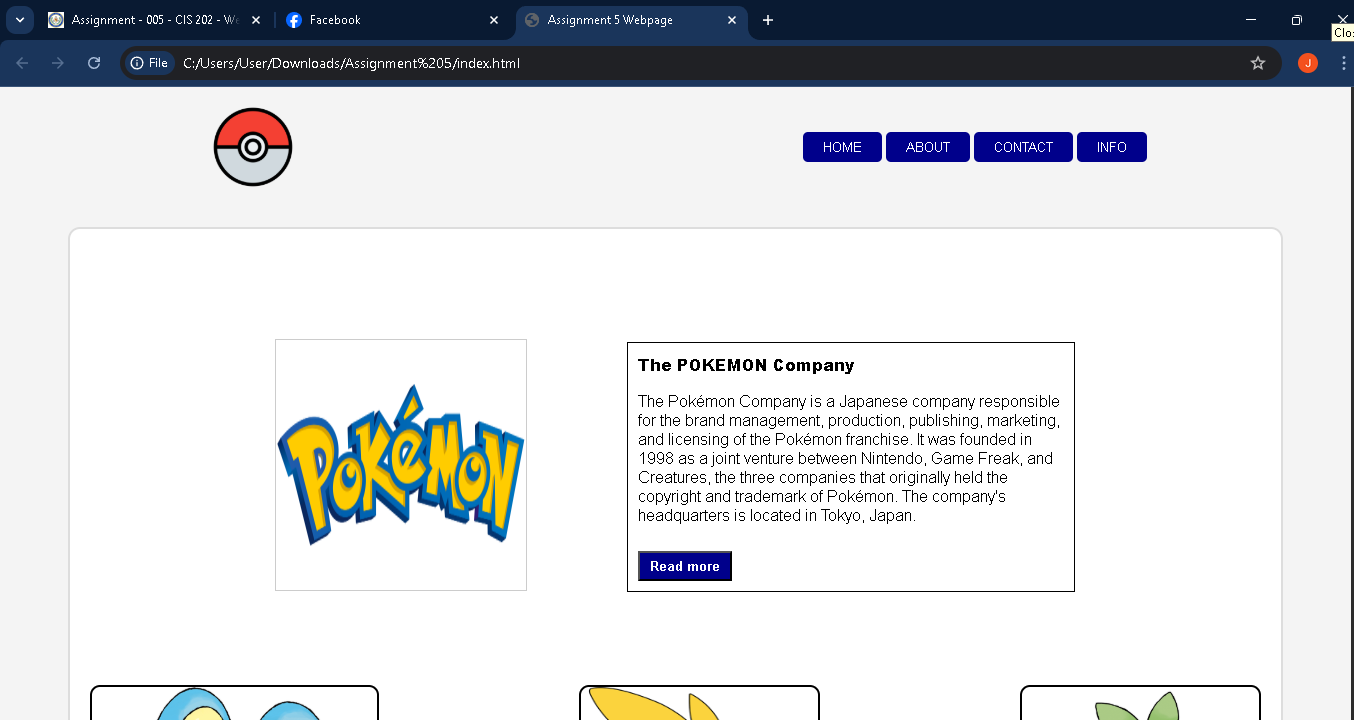 Assignment - 005 - CIS 202 - We
Facebook
Assignment 5 Webpage
Clo
File
C:/Users/User/Downloads/Assignment%205/index.html
J
HOME
ABOUT
CONTACT
INFO
POKÉMON
The POKEMON Company
The Pokémon Company is a Japanese company responsible
for the brand management, production, publishing, marketing,
and licensing of the Pokémon franchise. It was founded in
1998 as a joint venture between Nintendo, Game Freak, and
Creatures, the three companies that originally held the
copyright and trademark of Pokémon. The company's
headquarters is located in Tokyo, Japan.
Read more